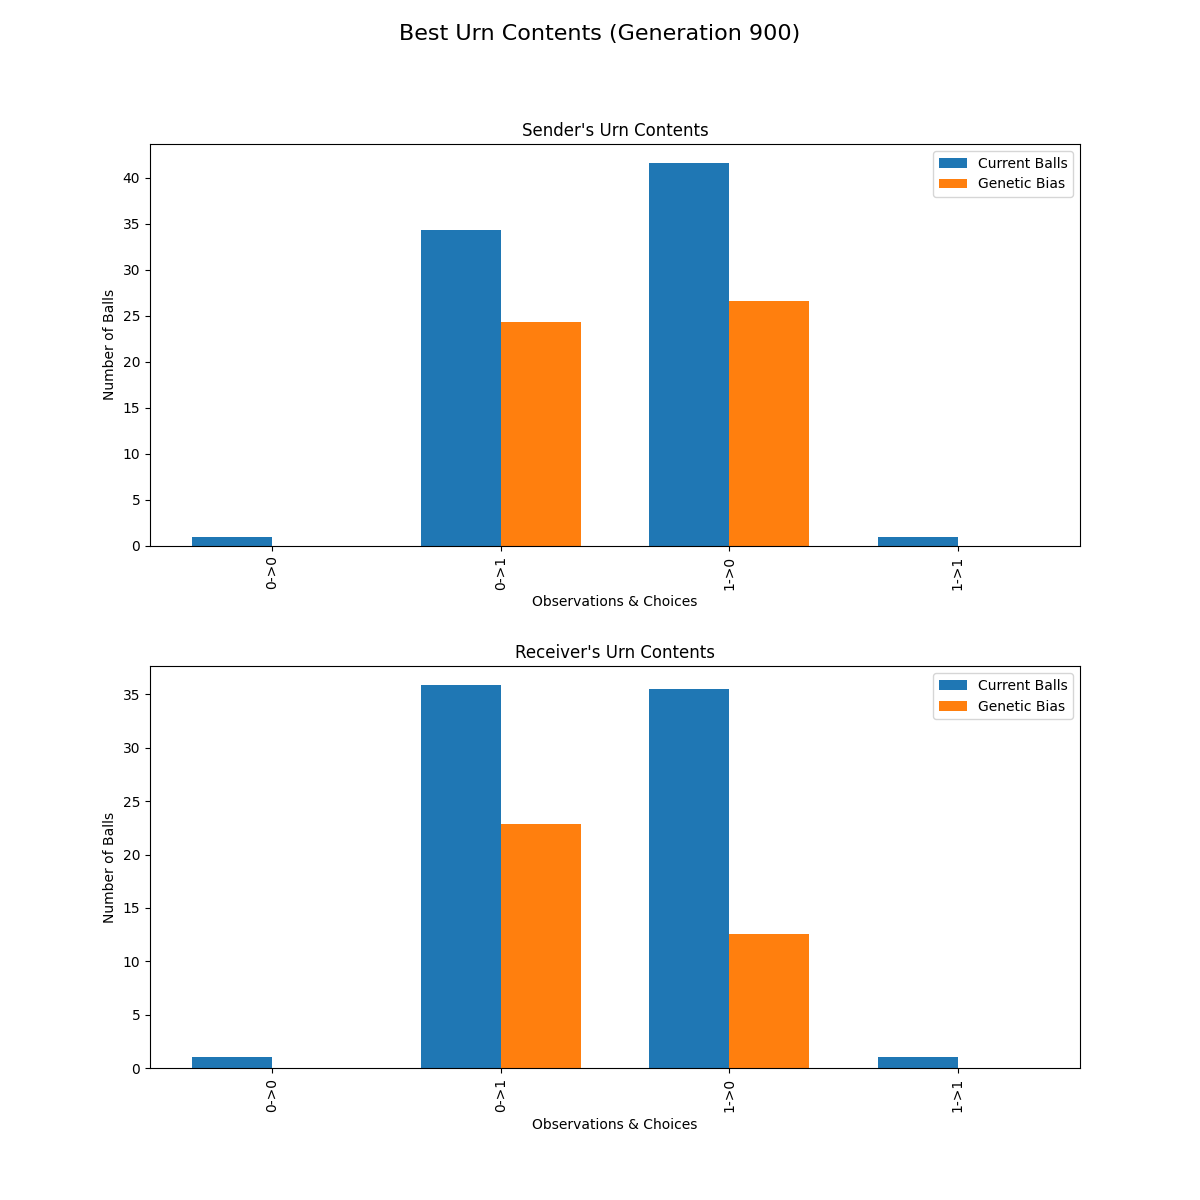 Best Urn Contents (Generation 900)
Sender's Urn Contents
Current Balls
Genetic Bias
40
35
30
25
20
15
10
5
0
Number of Balls
0->0
0->1
1->0
1->1
Observations & Choices
Receiver's Urn Contents
Current Balls
Genetic Bias
35
30
25
20
15
10
5
0
Number of Balls
0->0
0->1
1->0
1->1
Observations & Choices